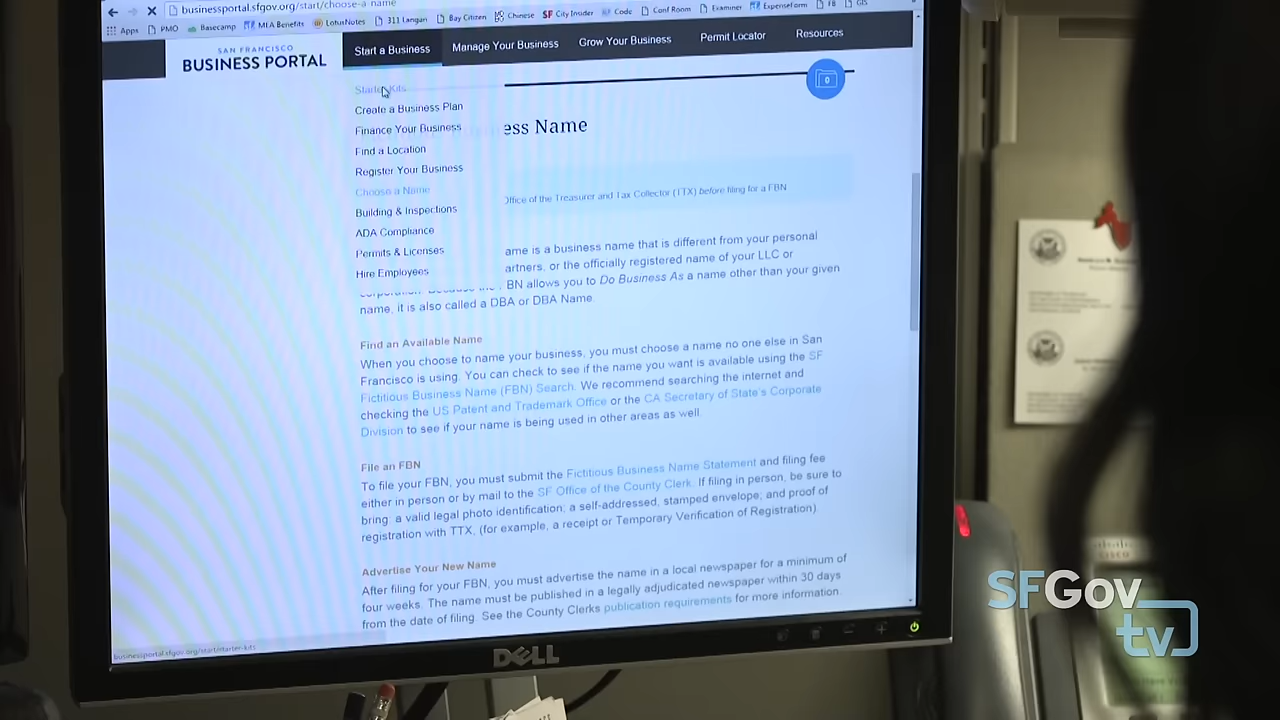 businessportal.sfgov.org/start/choose-a-name
Apps PMO Basecamp MLA Benefits LotusNotes 311 Langan Bay Citizen Chinese SF City Insider Code Conf Room Examiner ExpenseForm F8 GIS
SAN FRANCISCO
BUSINESS PORTAL
Start a Business Manage Your Business Grow Your Business Permit Locator Resources
0
Starter Kits
Create a Business Plan
Finance Your Business
Find a Location
Register Your Business
Choose a Name
Building & Inspections
ADA Compliance
Permits & Licenses
Hire Employees
ess Name
Office of the Treasurer and Tax Collector (TTX) before filing for a FBN
ame is a business name that is different from your personal
artners, or the officially registered name of your LLC or
BN allows you to Do Business As a name other than your given
name, it is also called a DBA or DBA Name.
Find an Available Name
When you choose to name your business, you must choose a name no one else in San
Francisco is using. You can check to see if the name you want is available using the SF
Fictitious Business Name (FBN) Search. We recommend searching the internet and
checking the US Patent and Trademark Office or the CA Secretary of State's Corporate
Division to see if your name is being used in other areas as well.
File an FBN
To file your FBN, you must submit the Fictitious Business Name Statement and filing fee
either in person or by mail to the SF Office of the County Clerk. If filing in person, be sure to
bring: a valid legal photo identification; a self-addressed, stamped envelope; and proof of
registration with TTX, (for example, a receipt or Temporary Verification of Registration).
Advertise Your New Name
After filing for your FBN, you must advertise the name in a local newspaper for a minimum of
four weeks. The name must be published in a legally adjudicated newspaper within 30 days
from the date of filing. See the County Clerks publication requirements for more information.
businessportal.sfgov.org/start/starter-kits
DELL
CISCO
SFGov
tv